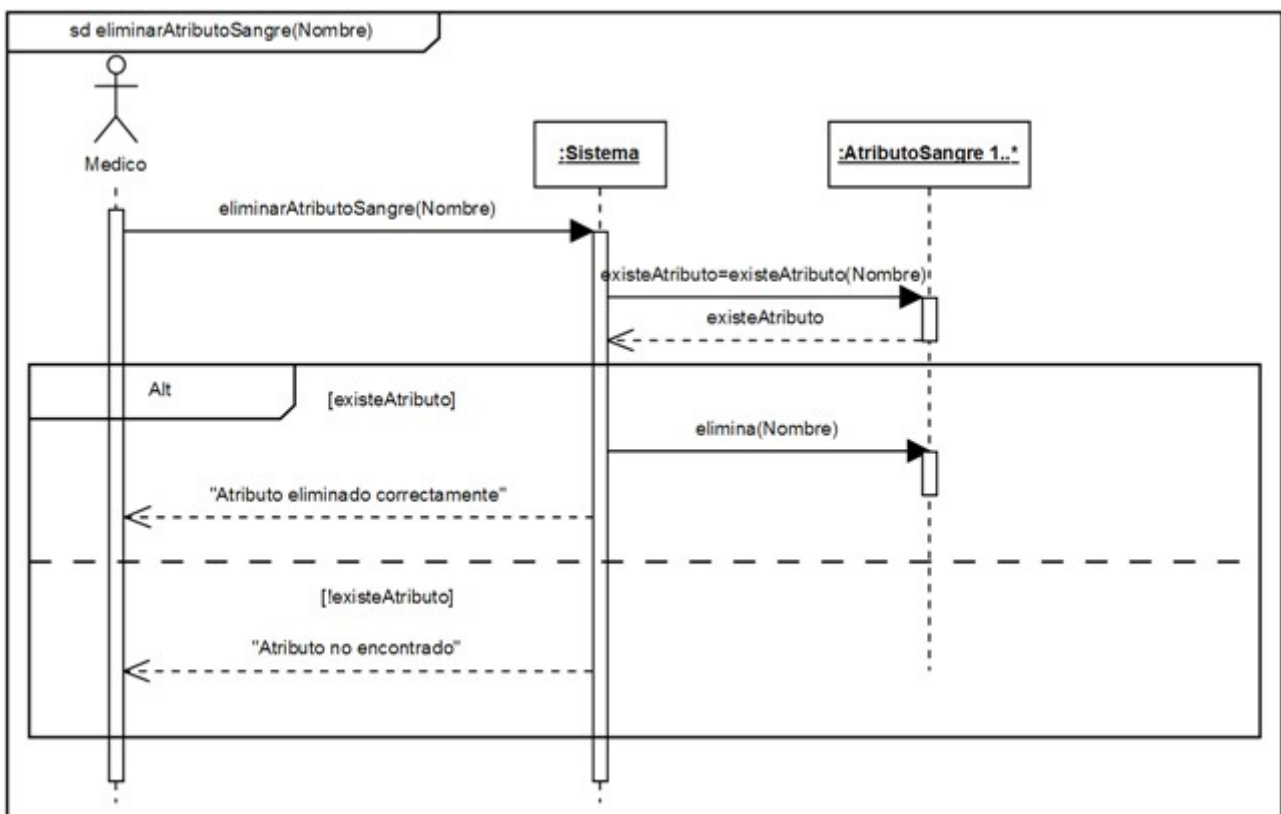 sd eliminarAtributoSangre(Nombre)
Medico
:Sistema
:AtributoSangre 1..*
eliminarAtributoSangre(Nombre)
existeAtributo=existeAtributo(Nombre)
existeAtributo
Alt
[existeAtributo]
elimina(Nombre)
"Atributo eliminado correctamente"
[!existeAtributo]
"Atributo no encontrado"